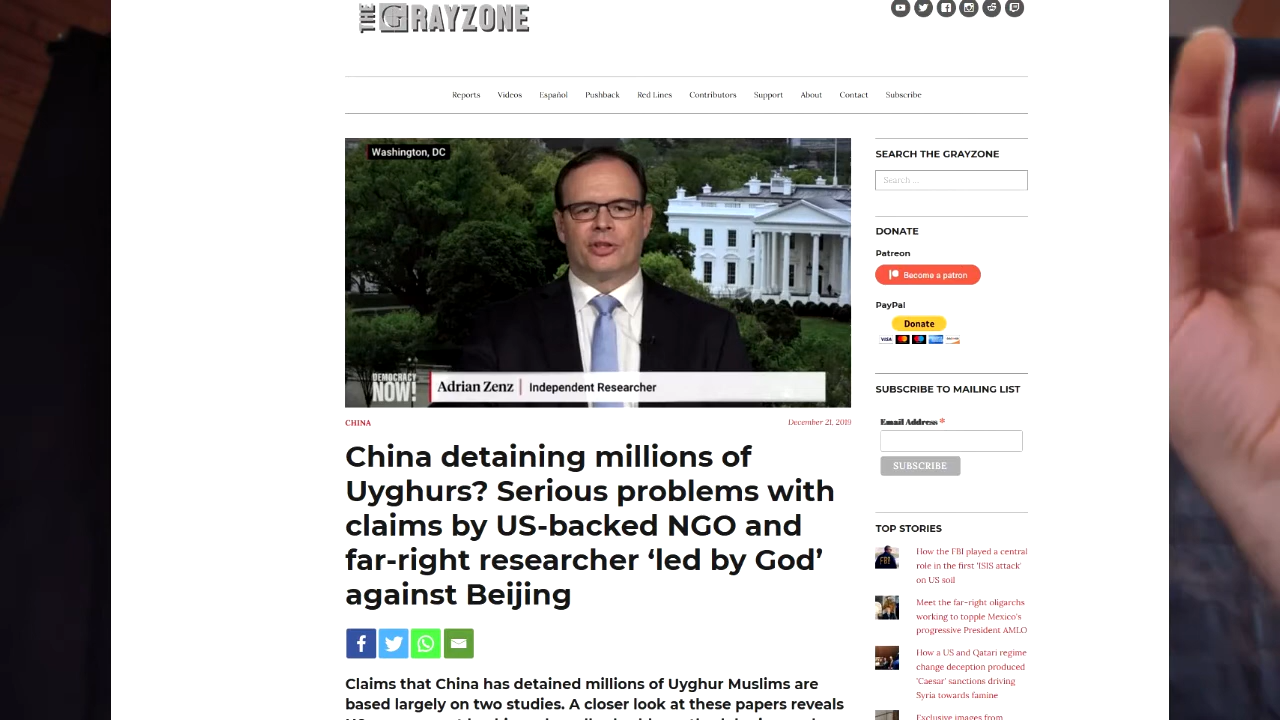 THE GRAYZONE
Reports Videos Español Pushback Red Lines Contributors Support About Contact Subscribe
Washington, DC
DEMOCRACY NOW!
Adrian Zenz | Independent Researcher
CHINA
December 21, 2019
China detaining millions of
Uyghurs? Serious problems with
claims by US-backed NGO and
far-right researcher ‘led by God’
against Beijing
Claims that China has detained millions of Uyghur Muslims are
based largely on two studies. A closer look at these papers reveals
SEARCH THE GRAYZONE
Search ...
DONATE
Patreon
Become a patron
PayPal
Donate
VISA
SUBSCRIBE TO MAILING LIST
Email Address *
SUBSCRIBE
TOP STORIES
FBI
How the FBI played a central
role in the first 'ISIS attack'
on US soil
Meet the far-right oligarchs
working to topple Mexico's
progressive President AMLO
How a US and Qatari regime
change deception produced
'Caesar' sanctions driving
Syria towards famine
Exclusive images from